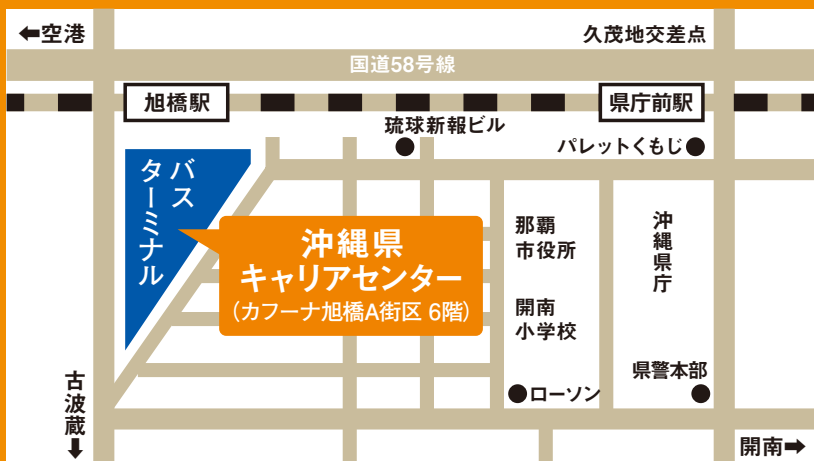 ←空港
久茂地交差点
国道58号線
旭橋駅
県庁前駅
琉球新報ビル
パレットくもじ
バス
ターミナル
沖縄県
キャリアセンター
(カフーナ旭橋A街区 6階)
那覇
市役所
沖縄県庁
開南
小学校
県警本部
ローソン
古波蔵
↓
開南→